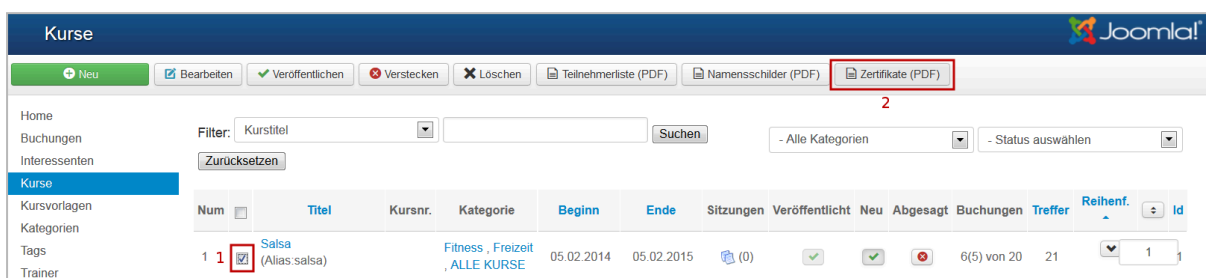 Kurse
Joomla!
Neu Bearbeiten Veröffentlichen Verstecken Löschen Teilnehmerliste (PDF) Namensschilder (PDF) Zertifikate (PDF)
2
Home
Buchungen
Interessenten
Kurse
Kursvorlagen
Kategorien
Tags
Trainer
Filter: Kurstitel Suchen - Alle Kategorien - Status auswählen
Zurücksetzen
Num Titel Kursnr. Kategorie Beginn Ende Sitzungen Veröffentlicht Neu Abgesagt Buchungen Treffer Reihenf. Id
1 1 Salsa Fitness , Freizeit 05.02.2014 05.02.2015 (0) 6(5) von 20 21 1 1
(Alias:salsa) , ALLE KURSE